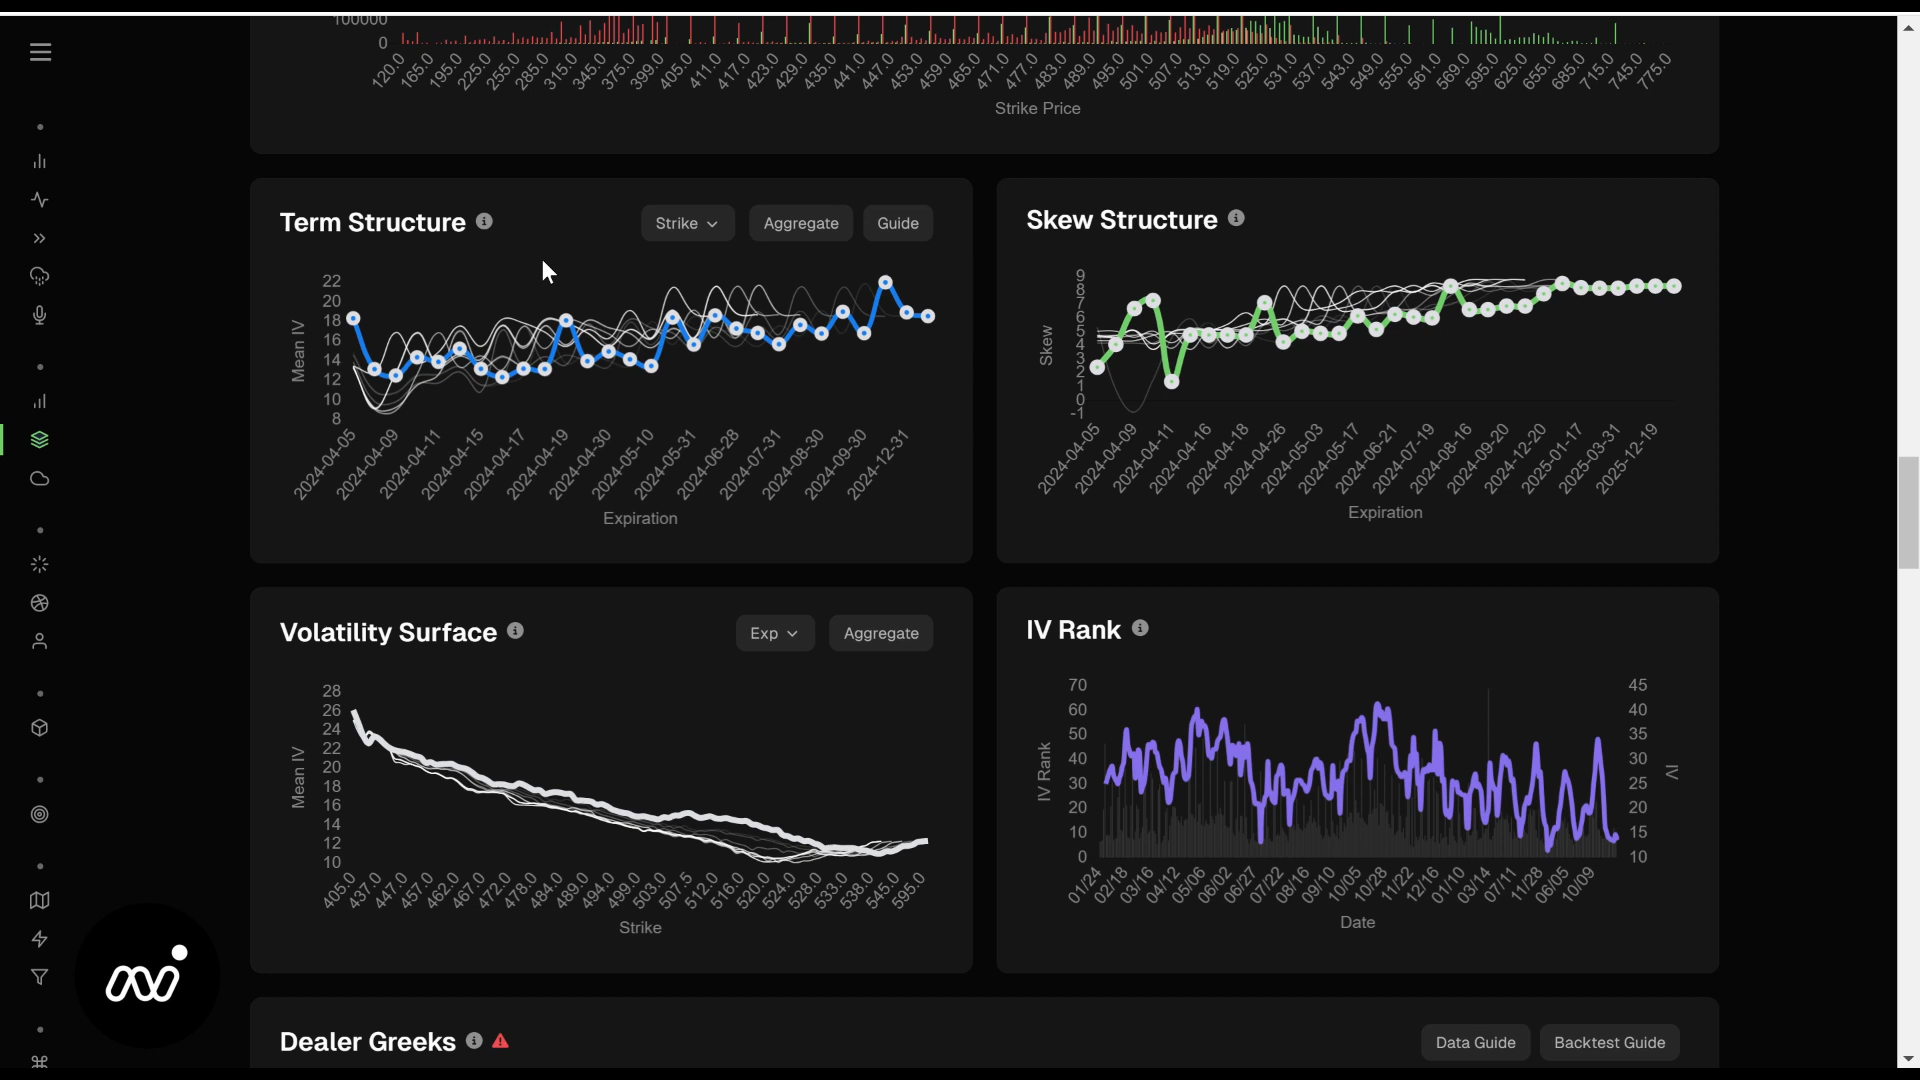 100000
0
120.0 165.0 195.0 225.0 255.0 285.0 315.0 345.0 375.0 399.0 405.0 411.0 417.0 423.0 429.0 435.0 441.0 447.0 453.0 459.0 465.0 471.0 477.0 483.0 489.0 495.0 501.0 507.0 513.0 519.0 525.0 531.0 537.0 543.0 549.0 555.0 561.0 569.0 595.0 625.0 655.0 685.0 715.0 745.0 775.0
Strike Price
Term Structure
Strike
Aggregate
Guide
22
20
18
16
14
12
10
8
Mean IV
2024-04-05 2024-04-09 2024-04-11 2024-04-15 2024-04-17 2024-04-19 2024-04-30 2024-05-10 2024-05-31 2024-06-28 2024-07-31 2024-08-30 2024-09-30 2024-12-31
Expiration
Skew Structure
9
8
7
6
5
4
3
2
1
0
-1
Skew
2024-04-05 2024-04-09 2024-04-11 2024-04-16 2024-04-18 2024-04-26 2024-05-03 2024-05-17 2024-06-21 2024-07-19 2024-08-16 2024-09-20 2024-12-20 2025-01-17 2025-03-31 2025-12-19
Expiration
Volatility Surface
Exp
Aggregate
28
26
24
22
20
18
16
14
12
10
Mean IV
405.0 437.0 447.0 457.0 462.0 467.0 472.0 478.0 484.0 489.0 494.0 499.0 503.0 507.5 512.0 516.0 520.0 524.0 528.0 533.0 538.0 545.0 595.0
Strike
IV Rank
70
60
50
40
30
20
10
0
IV Rank
45
40
35
30
25
20
15
10
IV
01/24 02/18 03/16 04/12 05/06 06/02 06/27 07/22 08/16 09/10 10/05 10/28 11/22 12/16 01/10 03/14 07/11 11/28 06/05 10/09
Date
Dealer Greeks
Data Guide
Backtest Guide